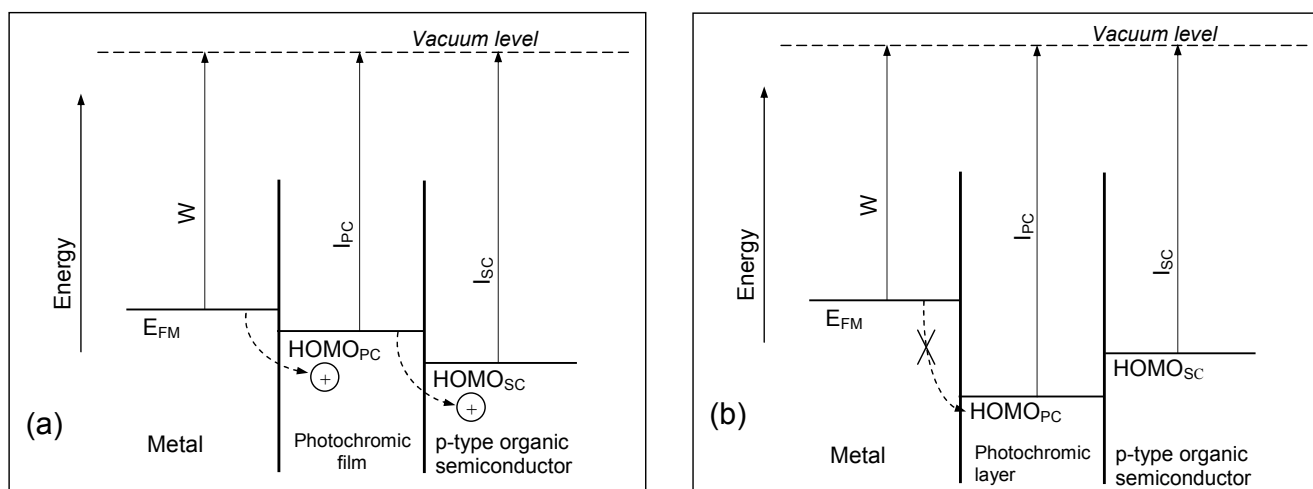 Vacuum level
Energy
W
I_PC
I_SC
E_FM
HOMO_PC
+
HOMO_SC
+
(a)
Metal
Photochromic
film
p-type organic
semiconductor
Vacuum level
Energy
W
I_PC
I_SC
E_FM
HOMO_SC
HOMO_PC
(b)
Metal
Photochromic
layer
p-type organic
semiconductor